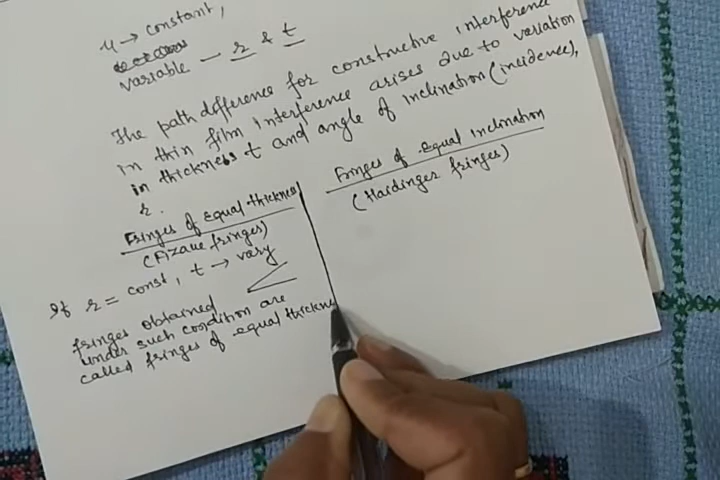 μ → constant,
variable — r & t
The path difference for constructive interference
in thin film interference arises due to variation
in thickness t and angle of inclination (incidence),
r.
Fringes of equal thickness
(Fizaue fringes)
If r = const, t → vary
fringes obtained
under such condition are
called fringes of equal thickness
Fringes of equal inclination
(Haidinger fringes)